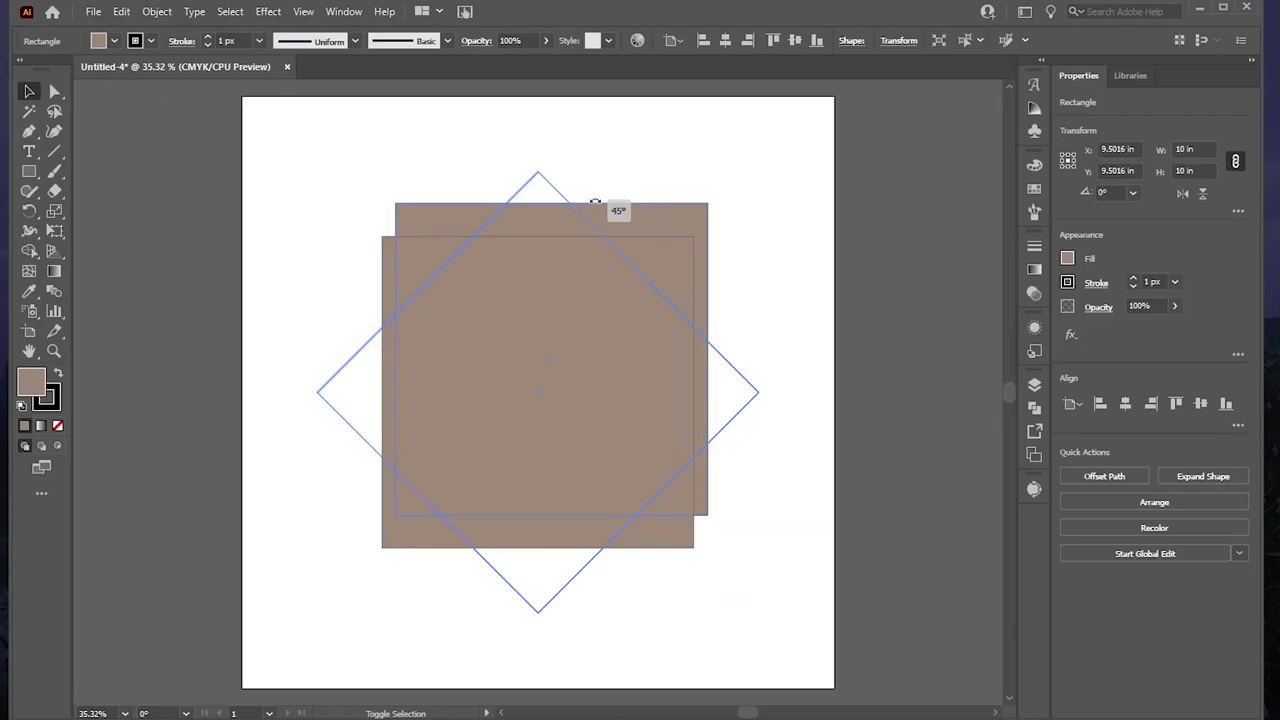 Ai File Edit Object Type Select Effect View Window Help Search Adobe Help
Rectangle Stroke: 1 px Uniform Basic Opacity: 100% Style: Shape: Transform
Untitled-4* @ 35.32 % (CMYK/CPU Preview) ×
Properties Libraries
Rectangle
Transform
X: 9.5016 in W: 10 in
Y: 9.5016 in H: 10 in
0°
45°
Appearance
Fill
Stroke 1 px
Opacity 100%
fx
Align
Quick Actions
Offset Path Expand Shape
Arrange
Recolor
Start Global Edit
35.32% 0° 1 Toggle Selection